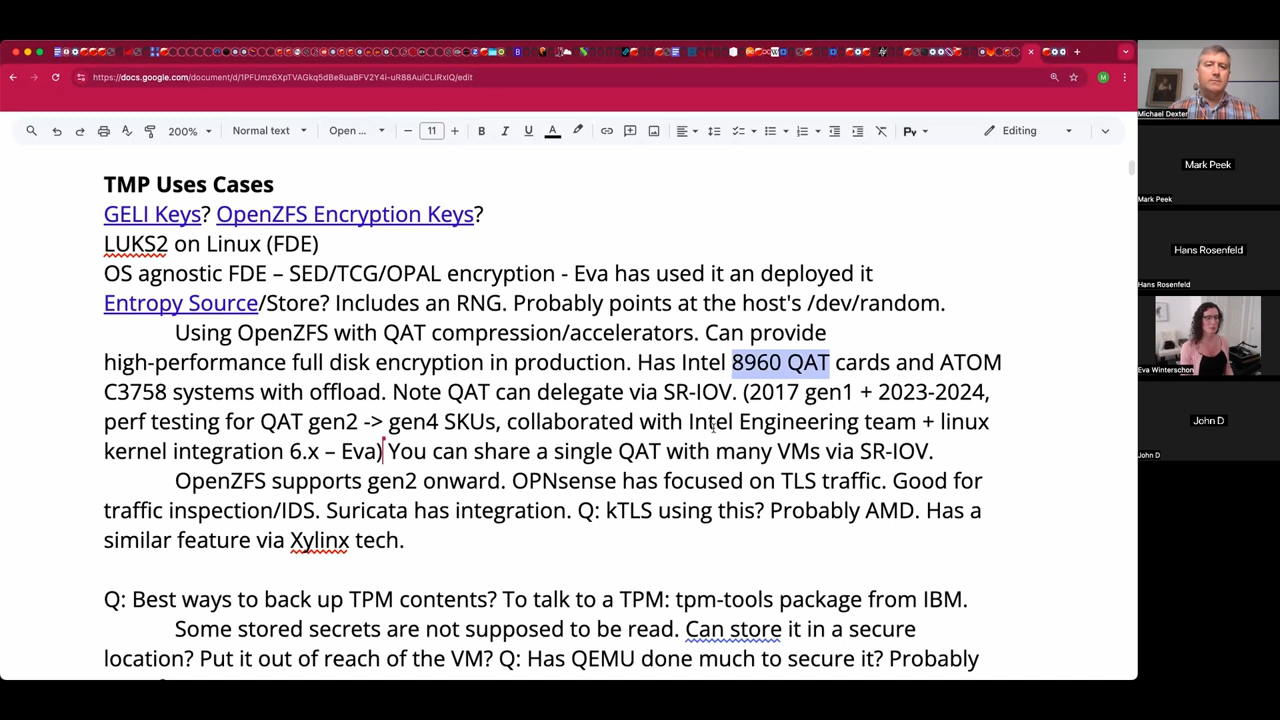 https://docs.google.com/document/d/1PFUmz6XpTVAGkq5dBe8uaBFV2Y4i-uR88AuiCLIRxIQ/edit
M
200%
Normal text
Open ...
11
B
I
U
A
Editing
TMP Uses Cases
GELI Keys? OpenZFS Encryption Keys?
LUKS2 on Linux (FDE)
OS agnostic FDE – SED/TCG/OPAL encryption - Eva has used it an deployed it
Entropy Source/Store? Includes an RNG. Probably points at the host's /dev/random.
Using OpenZFS with QAT compression/accelerators. Can provide
high-performance full disk encryption in production. Has Intel 8960 QAT cards and ATOM
C3758 systems with offload. Note QAT can delegate via SR-IOV. (2017 gen1 + 2023-2024,
perf testing for QAT gen2 -> gen4 SKUs, collaborated with Intel Engineering team + linux
kernel integration 6.x – Eva) You can share a single QAT with many VMs via SR-IOV.
OpenZFS supports gen2 onward. OPNsense has focused on TLS traffic. Good for
traffic inspection/IDS. Suricata has integration. Q: kTLS using this? Probably AMD. Has a
similar feature via Xylinx tech.
Q: Best ways to back up TPM contents? To talk to a TPM: tpm-tools package from IBM.
Some stored secrets are not supposed to be read. Can store it in a secure
location? Put it out of reach of the VM? Q: Has QEMU done much to secure it? Probably
Michael Dexter
Mark Peek
Mark Peek
Hans Rosenfeld
Hans Rosenfeld
Eva Winterschon
John D
John D